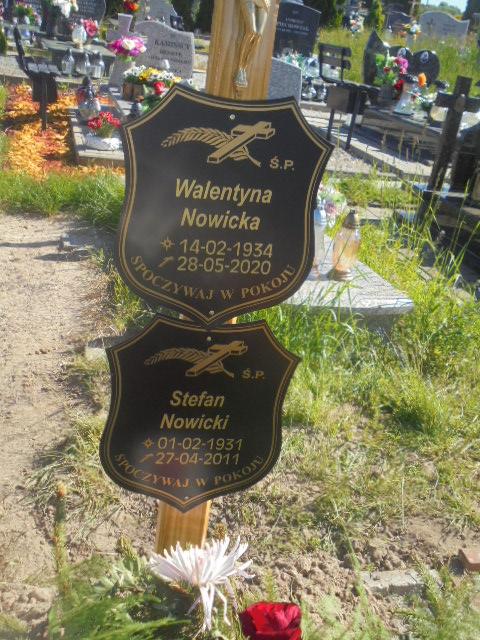 KAMIŃSCY
Ś.P.
Walentyna
Nowicka
14-02-1934
28-05-2020
SPOCZYWAJ W POKOJU
Ś.P.
Stefan
Nowicki
01-02-1931
27-04-2011
SPOCZYWAJ W POKOJU